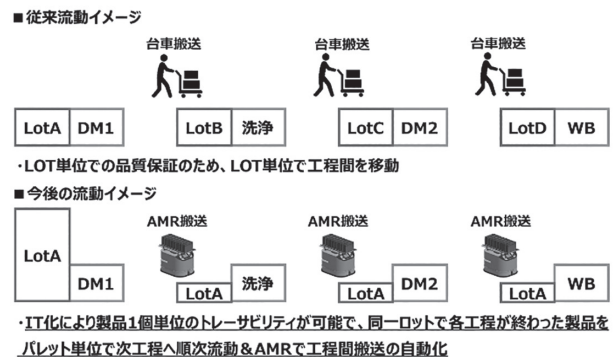 ■従来流動イメージ
台車搬送 台車搬送 台車搬送
LotA DM1 LotB 洗浄 LotC DM2 LotD WB
・LOT単位での品質保証のため、LOT単位で工程間を移動
■今後の流動イメージ
AMR搬送 AMR搬送 AMR搬送
LotA DM1 LotA 洗浄 LotA DM2 LotA WB
・IT化により製品1個単位のトレーサビリティが可能で、同一ロットで各工程が終わった製品を
パレット単位で次工程へ順次流動＆AMRで工程間搬送の自動化